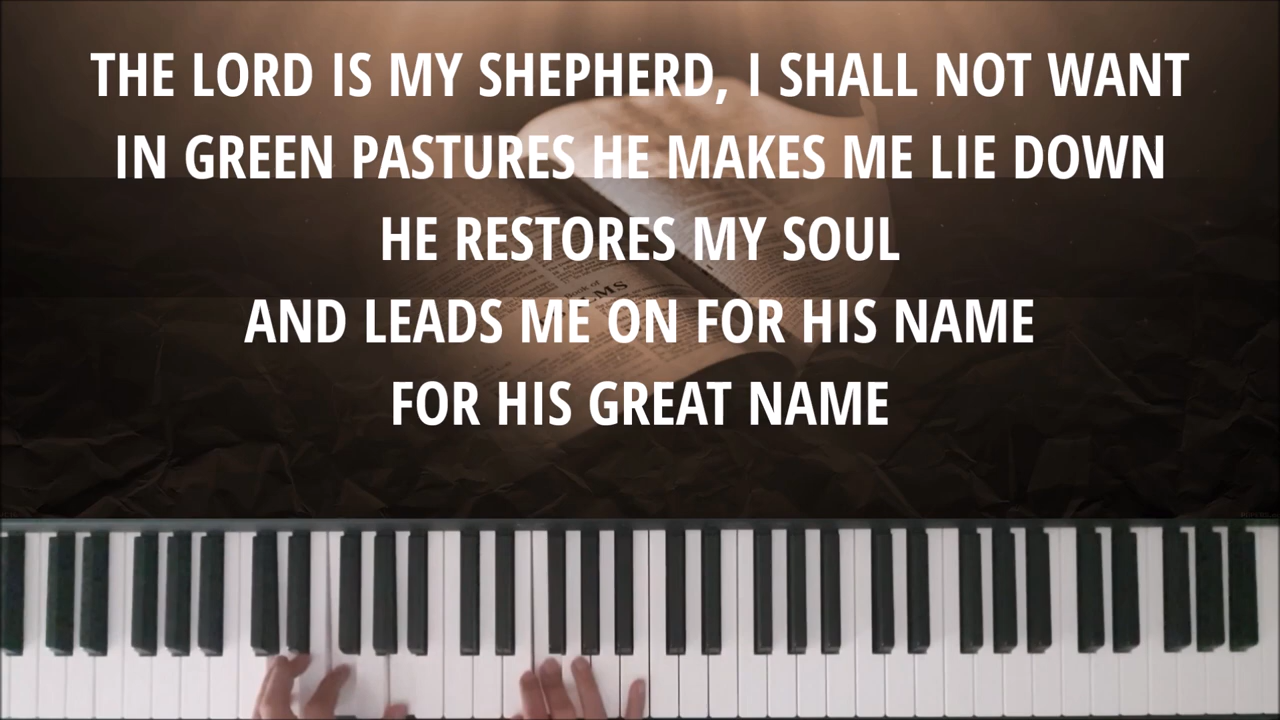 THE LORD IS MY SHEPHERD, I SHALL NOT WANT
IN GREEN PASTURES HE MAKES ME LIE DOWN
HE RESTORES MY SOUL
AND LEADS ME ON FOR HIS NAME
FOR HIS GREAT NAME